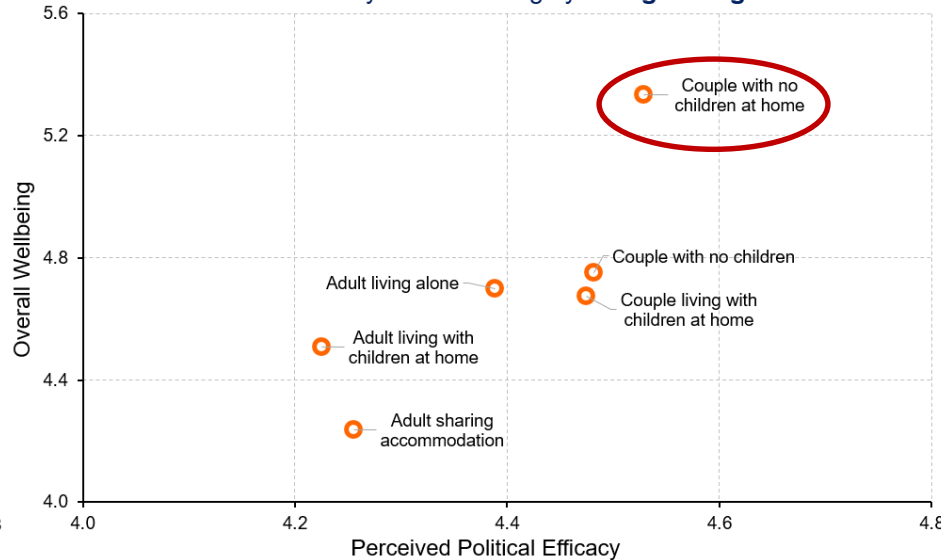 5.6
Couple with no
children at home
5.2
Overall Wellbeing
4.8
Couple with no children
Adult living alone
Couple living with
children at home
Adult living with
children at home
4.4
Adult sharing
accommodation
4.0
4.0 4.2 4.4 4.6 4.8
Perceived Political Efficacy